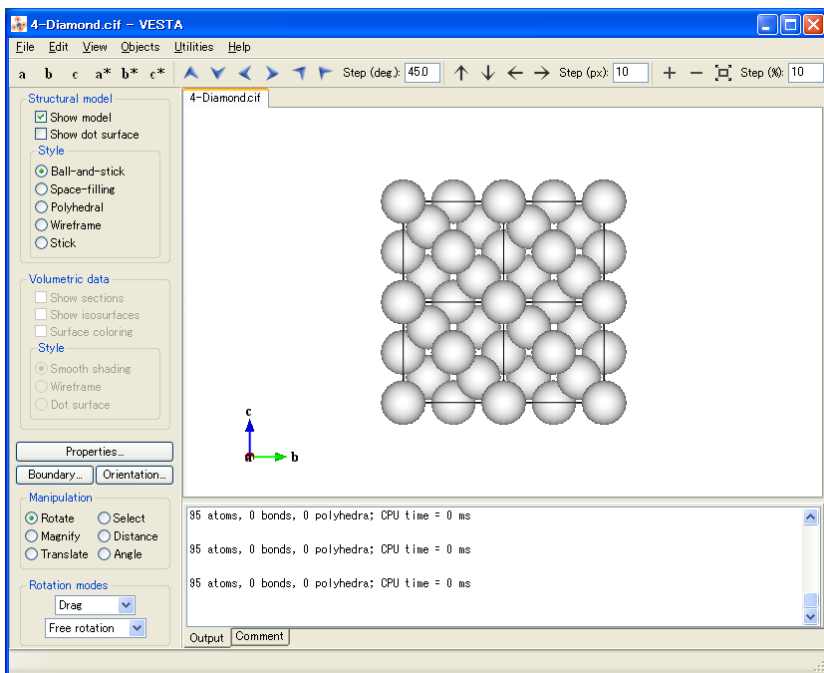 4-Diamond.cif - VESTA
File Edit View Objects Utilities Help
a b c a* b* c* Step (deg.): 45.0 Step (px): 10 Step (%): 10
Structural model
Show model
Show dot surface
Style
Ball-and-stick
Space-filling
Polyhedral
Wireframe
Stick
Volumetric data
Show sections
Show isosurfaces
Surface coloring
Style
Smooth shading
Wireframe
Dot surface
Properties...
Boundary... Orientation...
Manipulation
Rotate Select
Magnify Distance
Translate Angle
Rotation modes
Drag
Free rotation
4-Diamond.cif
c
a b
95 atoms, 0 bonds, 0 polyhedra; CPU time = 0 ms
95 atoms, 0 bonds, 0 polyhedra; CPU time = 0 ms
95 atoms, 0 bonds, 0 polyhedra; CPU time = 0 ms
Output Comment